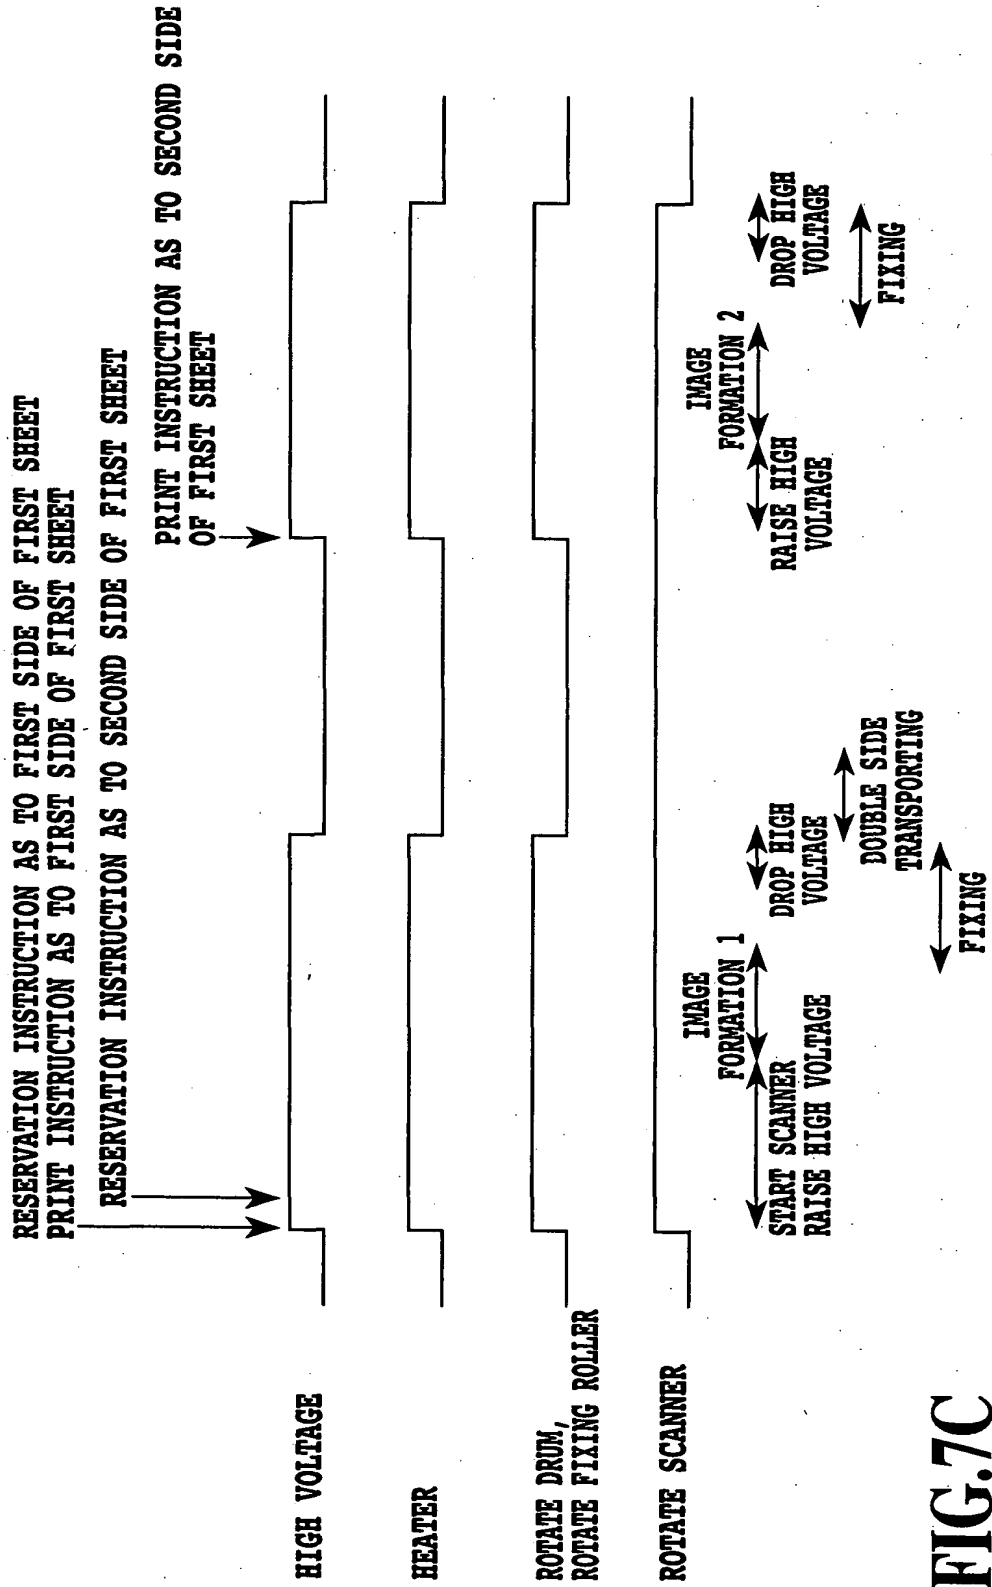 RESERVATION INSTRUCTION AS TO FIRST SIDE OF FIRST SHEET
PRINT INSTRUCTION AS TO FIRST SIDE OF FIRST SHEET
RESERVATION INSTRUCTION AS TO SECOND SIDE OF FIRST SHEET
PRINT INSTRUCTION AS TO SECOND SIDE
OF FIRST SHEET
HIGH VOLTAGE
HEATER
ROTATE DRUM,
ROTATE FIXING ROLLER
ROTATE SCANNER
START SCANNER
RAISE HIGH VOLTAGE
IMAGE
FORMATION 1
DROP HIGH
VOLTAGE
FIXING
DOUBLE SIDE
TRANSPORTING
RAISE HIGH
VOLTAGE
IMAGE
FORMATION 2
DROP HIGH
VOLTAGE
FIXING
FIG.7C